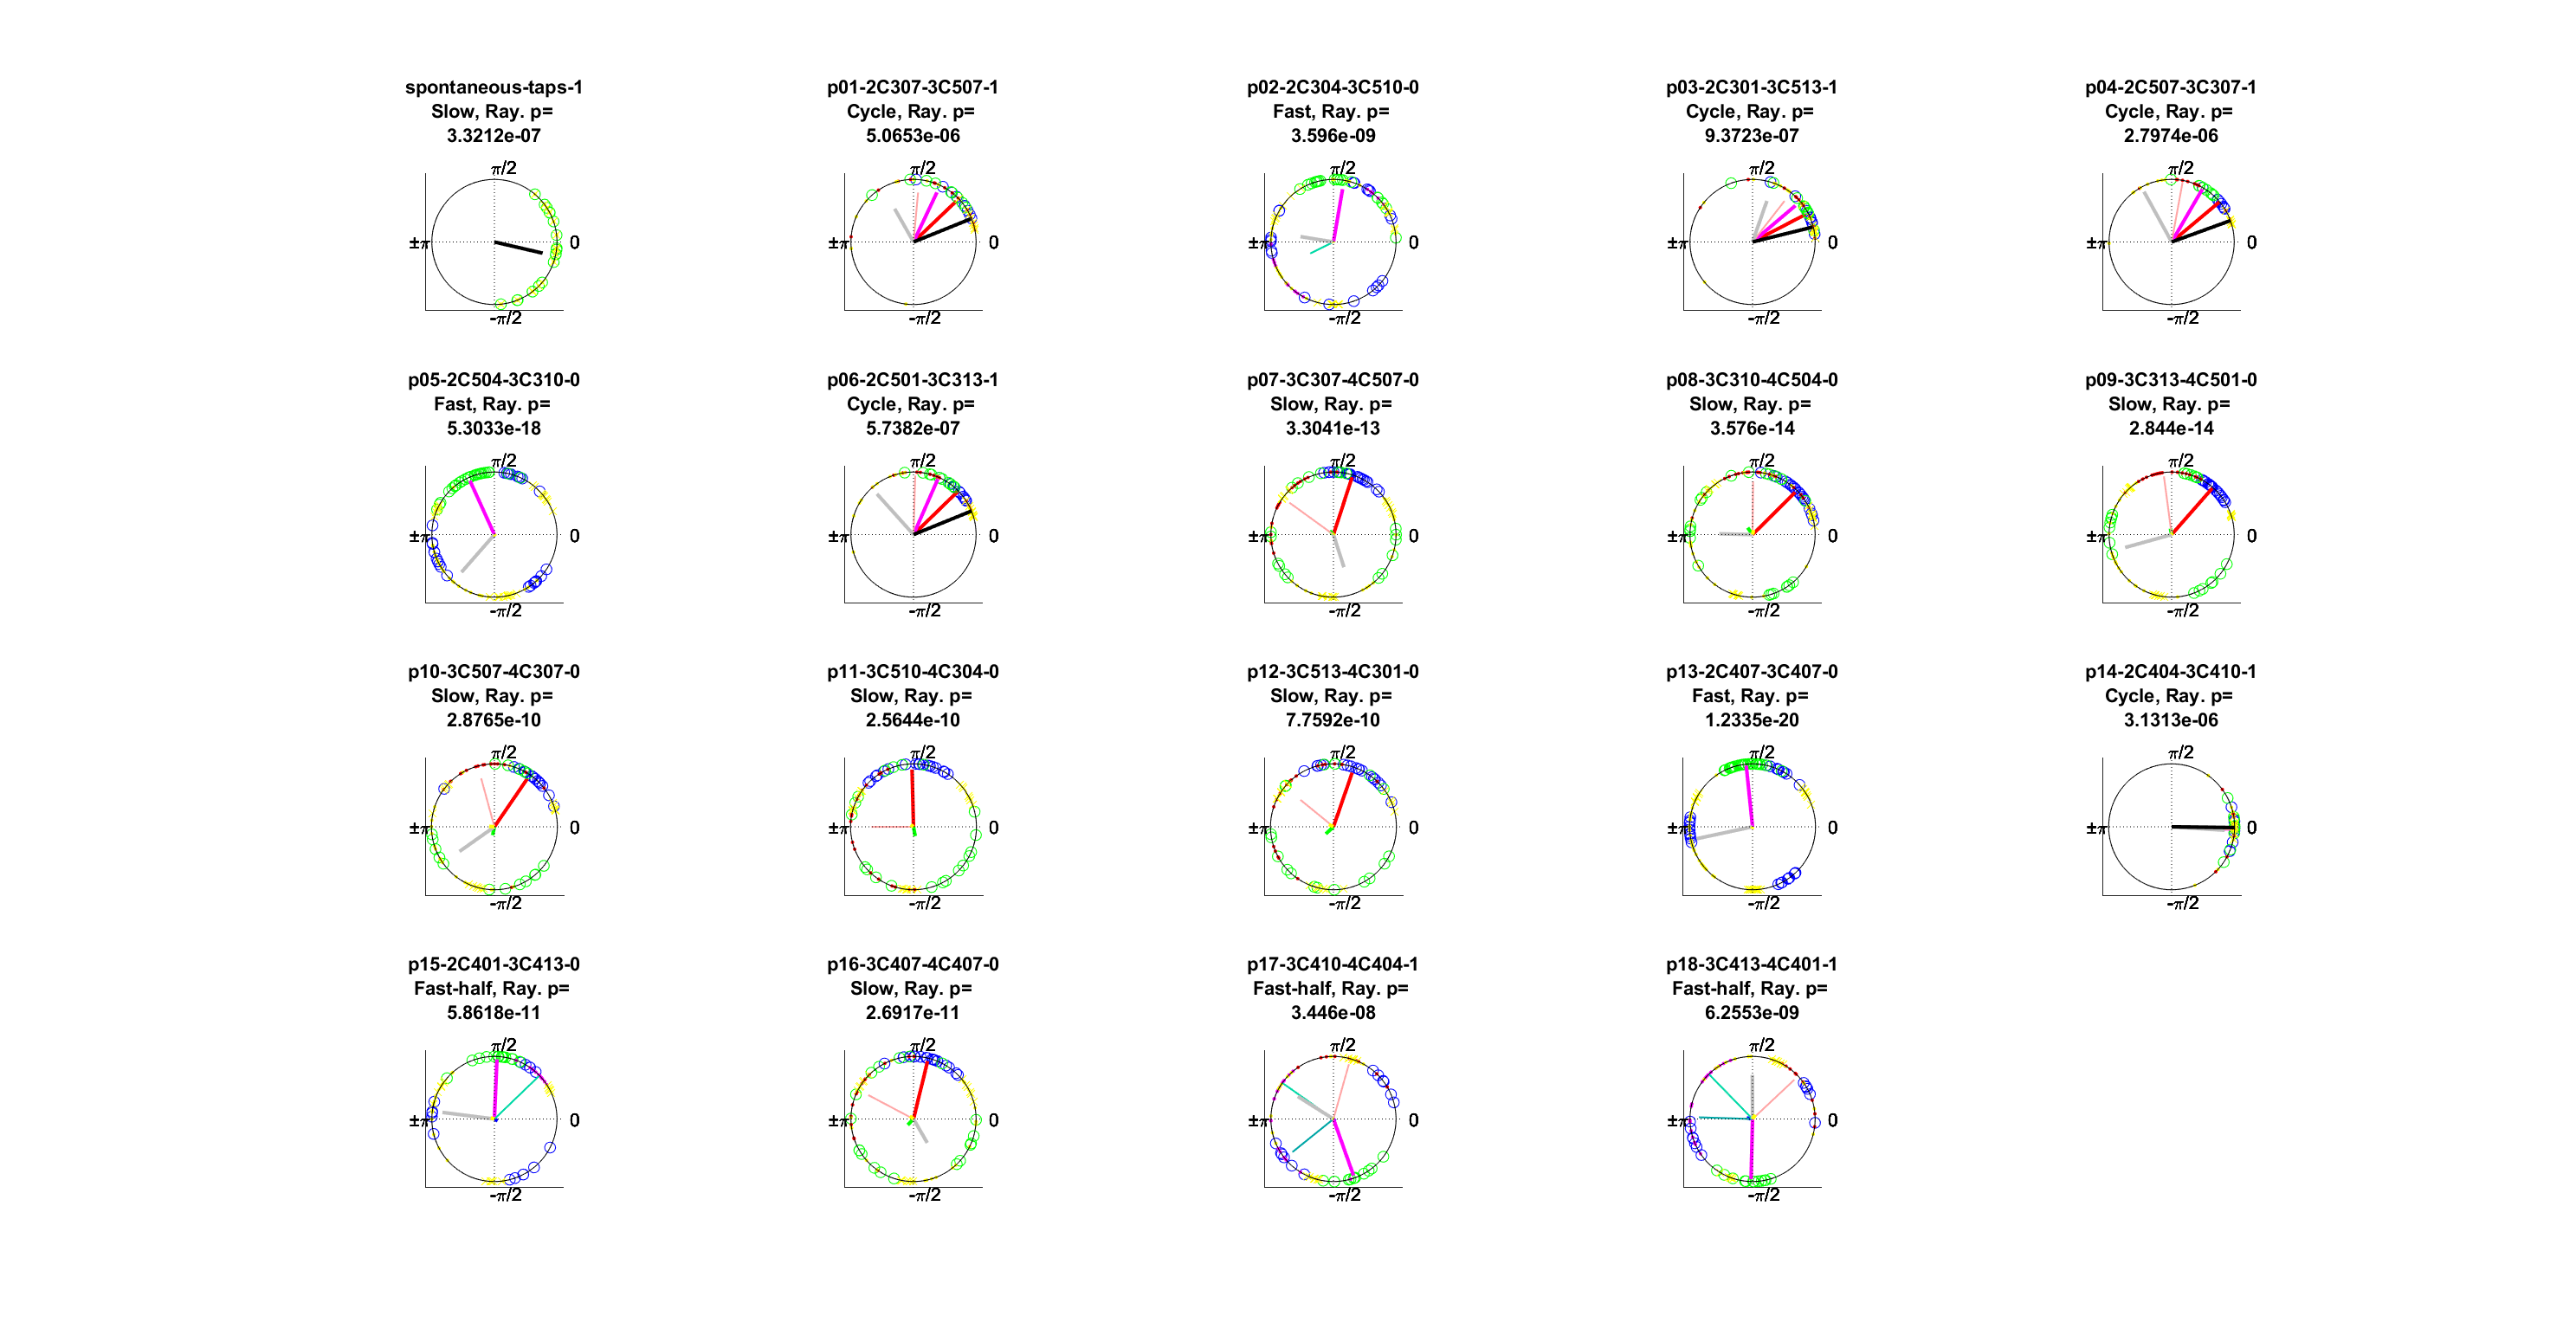 spontaneous-taps-1
Slow, Ray. p=
3.3212e-07
π/2
±π
0
-π/2
p01-2C307-3C507-1
Cycle, Ray. p=
5.0653e-06
π/2
±π
0
-π/2
p02-2C304-3C510-0
Fast, Ray. p=
3.596e-09
π/2
±π
0
-π/2
p03-2C301-3C513-1
Cycle, Ray. p=
9.3723e-07
π/2
±π
0
-π/2
p04-2C507-3C307-1
Cycle, Ray. p=
2.7974e-06
π/2
±π
0
-π/2
p05-2C504-3C310-0
Fast, Ray. p=
5.3033e-18
π/2
±π
0
-π/2
p06-2C501-3C313-1
Cycle, Ray. p=
5.7382e-07
π/2
±π
0
-π/2
p07-3C307-4C507-0
Slow, Ray. p=
3.3041e-13
π/2
±π
0
-π/2
p08-3C310-4C504-0
Slow, Ray. p=
3.576e-14
π/2
±π
0
-π/2
p09-3C313-4C501-0
Slow, Ray. p=
2.844e-14
π/2
±π
0
-π/2
p10-3C507-4C307-0
Slow, Ray. p=
2.8765e-10
π/2
±π
0
-π/2
p11-3C510-4C304-0
Slow, Ray. p=
2.5644e-10
π/2
±π
0
-π/2
p12-3C513-4C301-0
Slow, Ray. p=
7.7592e-10
π/2
±π
0
-π/2
p13-2C407-3C407-0
Fast, Ray. p=
1.2335e-20
π/2
±π
0
-π/2
p14-2C404-3C410-1
Cycle, Ray. p=
3.1313e-06
π/2
±π
0
-π/2
p15-2C401-3C413-0
Fast-half, Ray. p=
5.8618e-11
π/2
±π
0
-π/2
p16-3C407-4C407-0
Slow, Ray. p=
2.6917e-11
π/2
±π
0
-π/2
p17-3C410-4C404-1
Fast-half, Ray. p=
3.446e-08
π/2
±π
0
-π/2
p18-3C413-4C401-1
Fast-half, Ray. p=
6.2553e-09
π/2
±π
0
-π/2